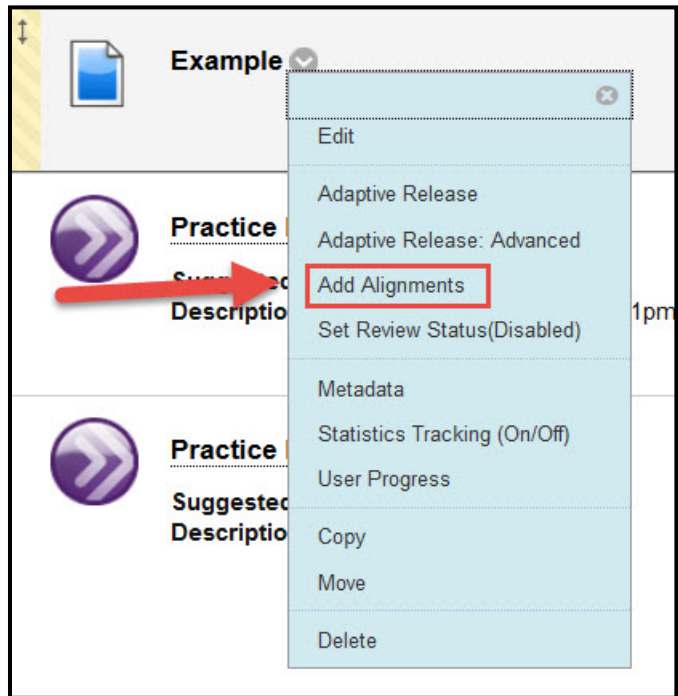 Example
Edit
Adaptive Release
Practice
Adaptive Release: Advanced
Add Alignments
Descriptio
1pm
Set Review Status(Disabled)
Metadata
Statistics Tracking (On/Off)
Practice
User Progress
Suggested
Descriptio
Copy
Move
Delete